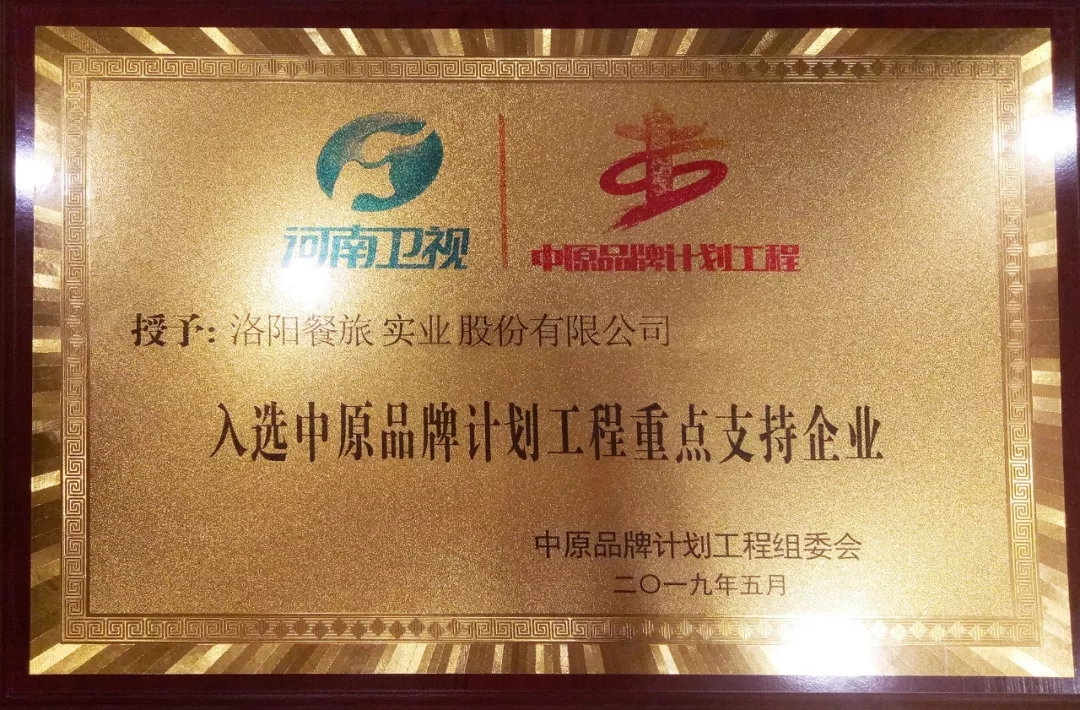 河南卫视
中原品牌计划工程
授予: 洛阳餐旅实业股份有限公司
入选中原品牌计划工程重点支持企业
中原品牌计划工程组委会
二〇一九年五月